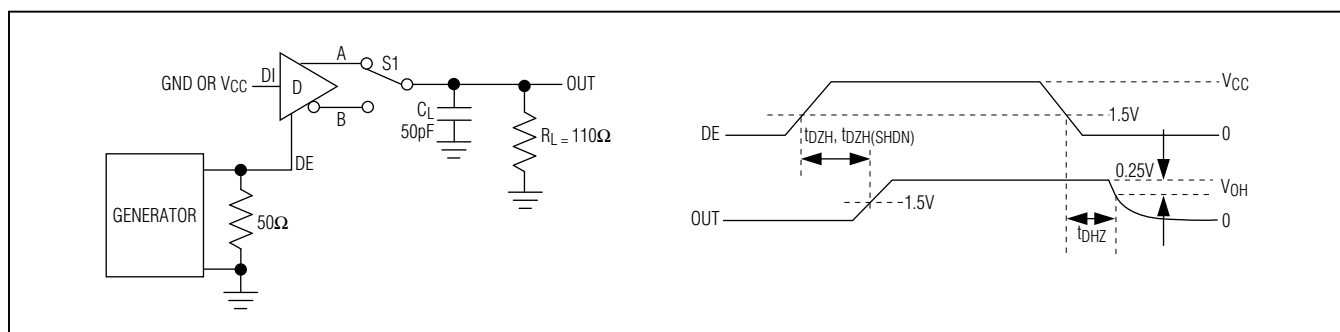 GND OR VCC
DI
D
A
S1
B
OUT
CL
50pF
RL = 110Ω
DE
GENERATOR
50Ω
VCC
1.5V
DE
0
tDZH, tDZH(SHDN)
0.25V
VOH
1.5V
OUT
0
tDHZ